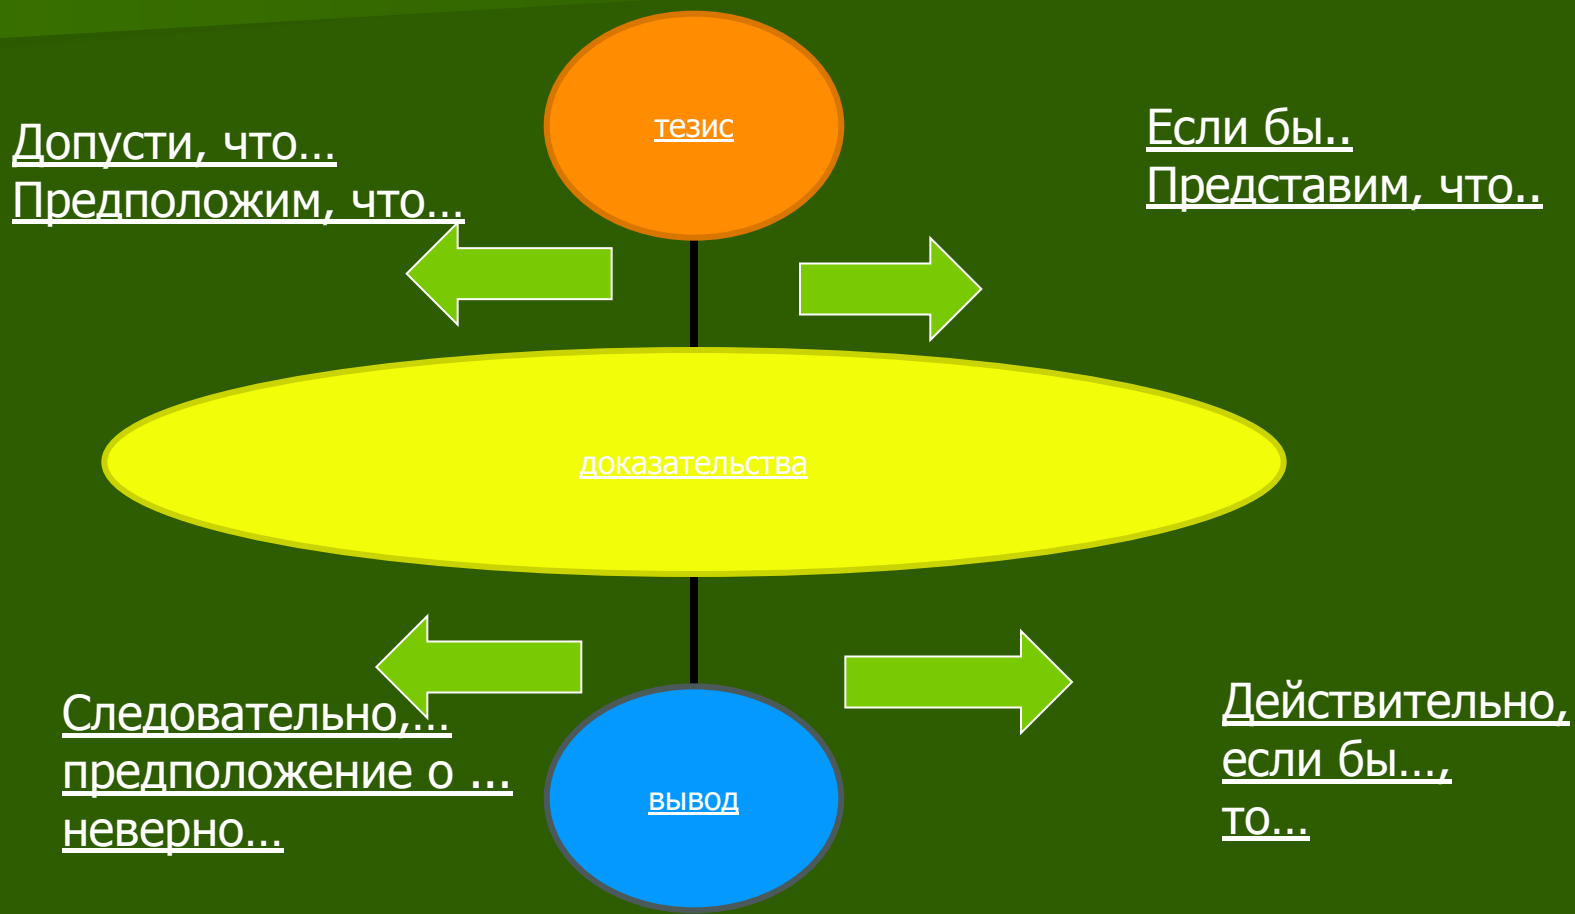 тезис
Допусти, что...
Предположим, что...
Если бы..
Представим, что..
доказательства
Следовательно,...
предположение о ...
неверно...
вывод
Действительно,
если бы...,
то...